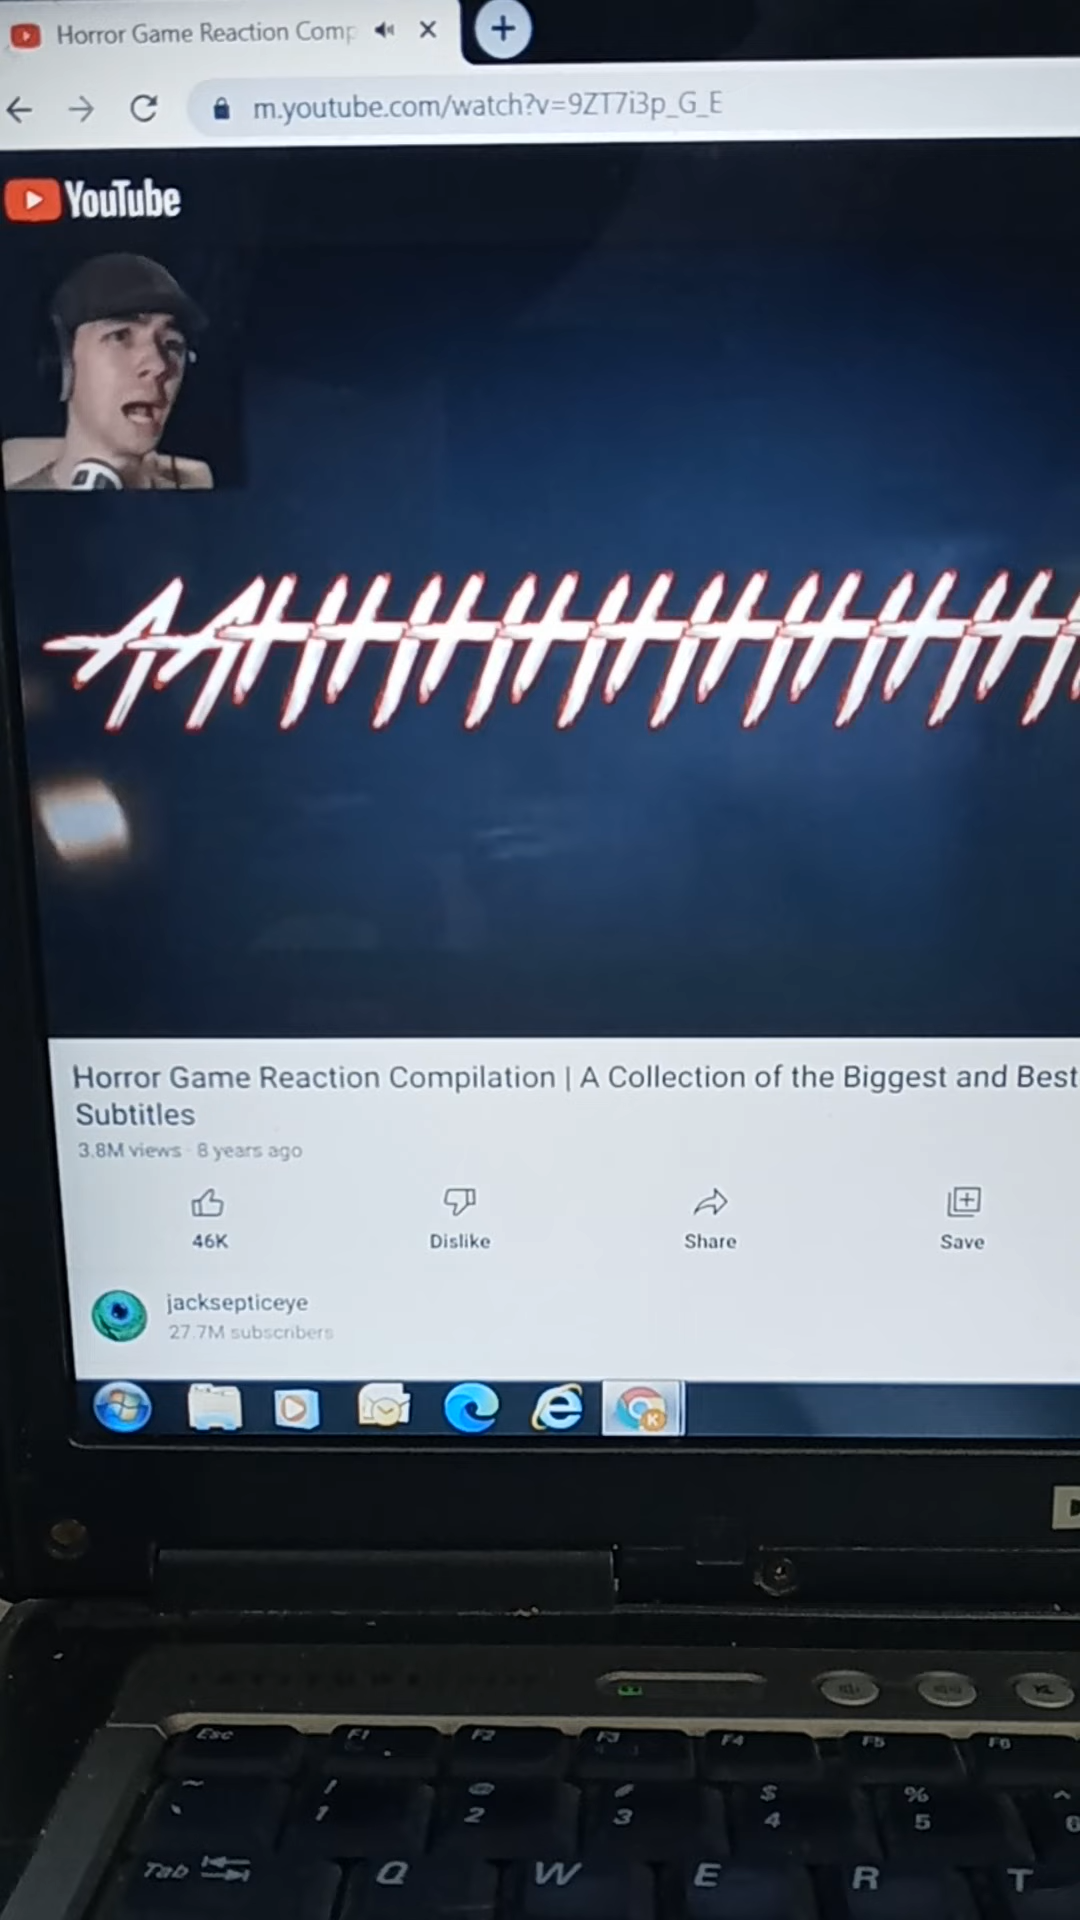 Horror Game Reaction Comp
m.youtube.com/watch?v=9ZT7i3p_G_E
YouTube
AAHHHHHHHHH
Horror Game Reaction Compilation | A Collection of the Biggest and Best
Subtitles
3.8M views · 8 years ago
46K
Dislike
Share
Save
jacksepticeye
27.7M subscribers
K
Esc F1 F2 F3 F4 F5 F6
~ ! @ # $ % ^
` 1 2 3 4 5 6
Tab Q W E R T